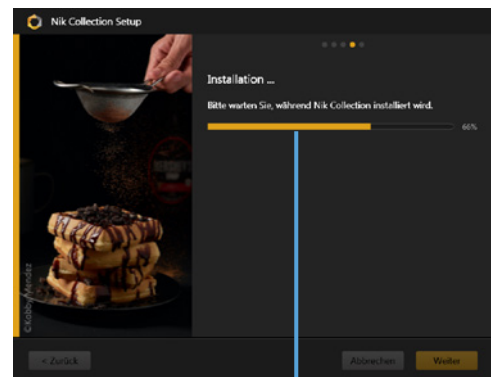 Nik Collection Setup
Installation ...
Bitte warten Sie, während Nik Collection installiert wird.
66%
©Kobby Mendez
< Zurück
Abbrechen
Weiter